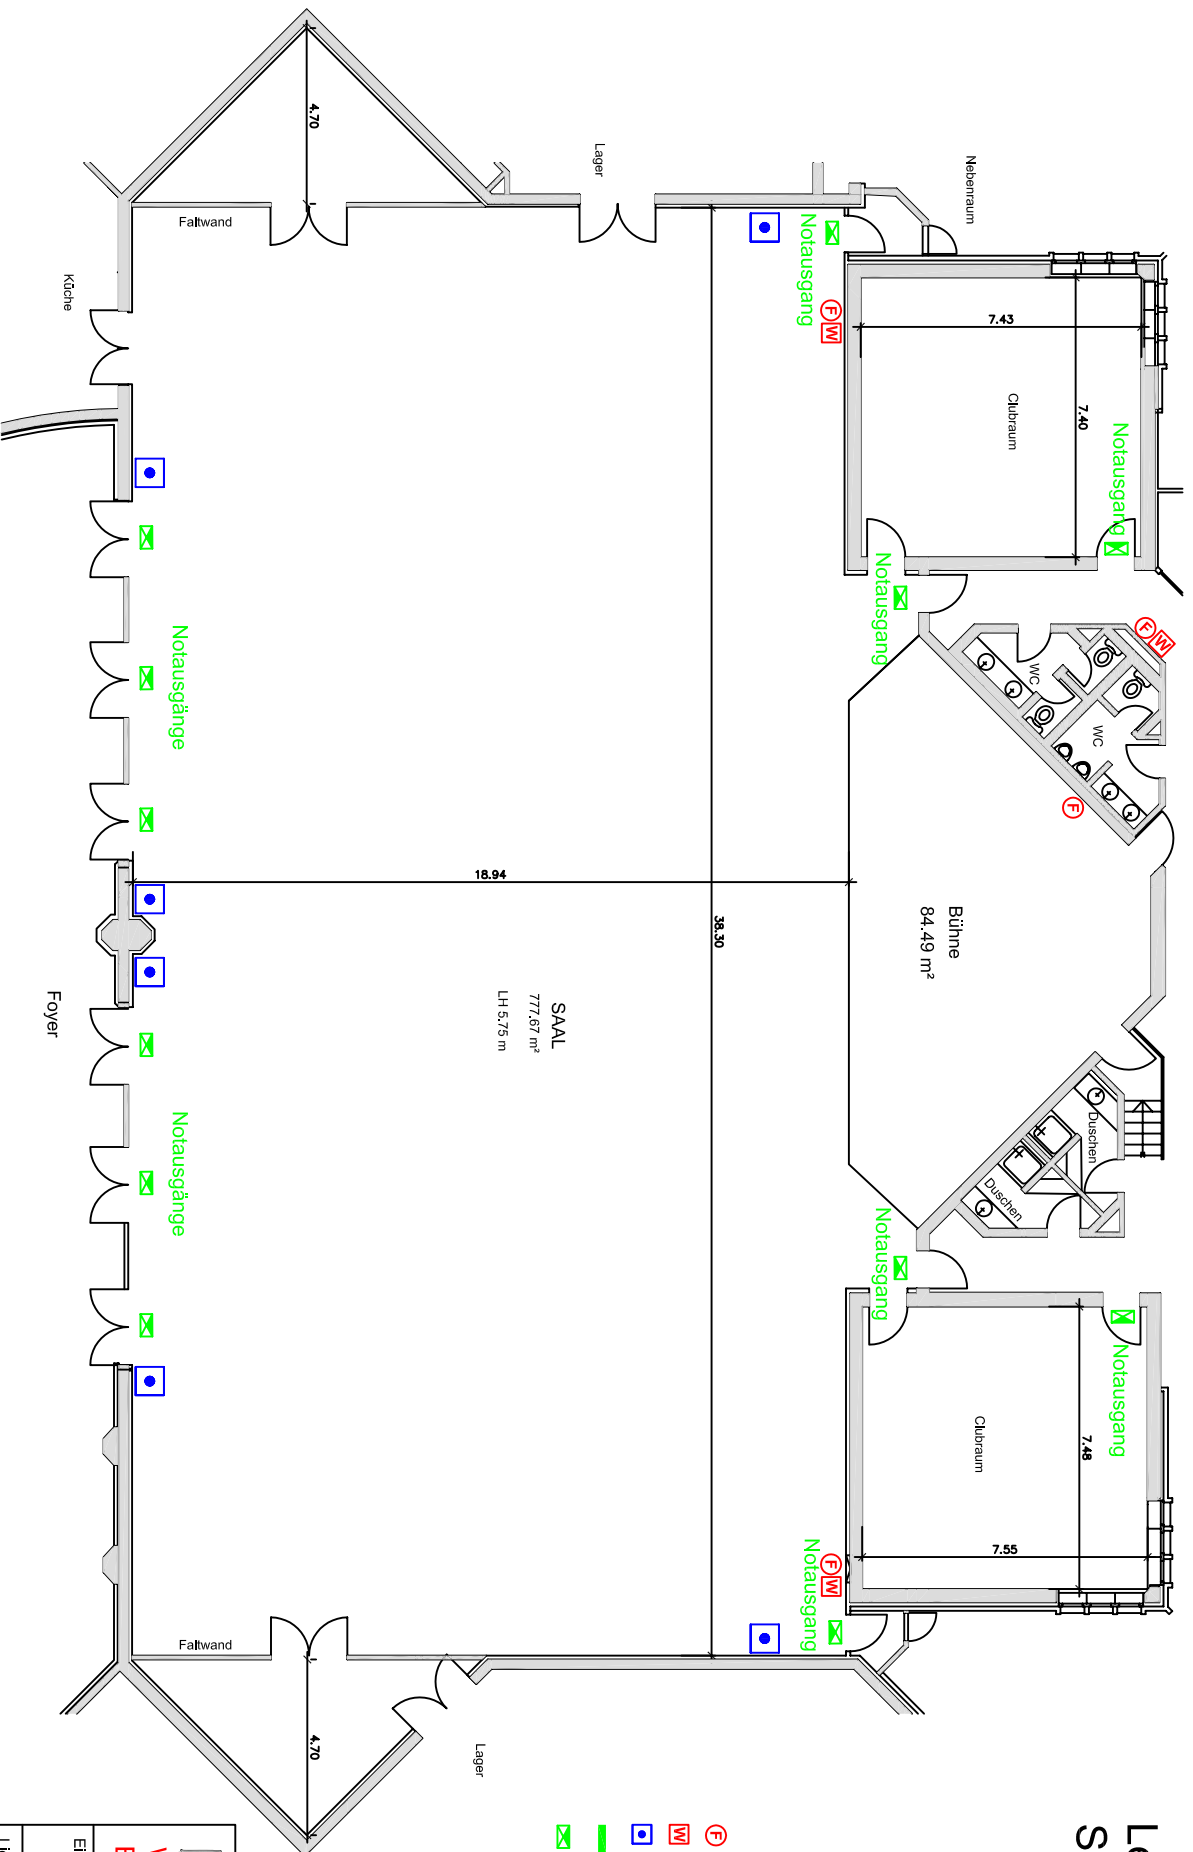 Nebenraum
Lager
4.70
Faltwand
Küche
Notausgang
F W
7.43
7.40
Clubraum
Notausgang
Notausgang
F W
WC
WC
F
Notausgänge
18.94
38.30
Bühne
84.49 m²
SAAL
777.67 m²
LH 5.75 m
Foyer
Duschen
Duschen
Notausgänge
Notausgang
Notausgang
7.48
Clubraum
7.55
F W
Notausgang
Faltwand
4.70
Lager
F
W